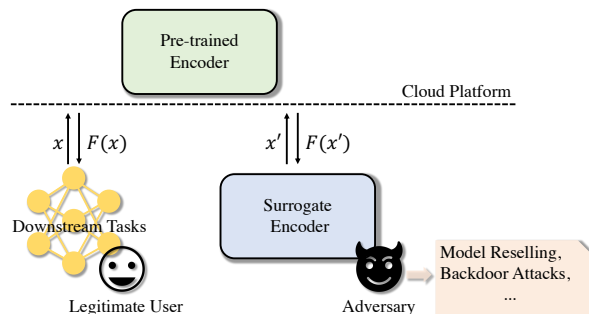 Pre-trained
Encoder
Cloud Platform
x
F(x)
x'
F(x')
Downstream Tasks
Surrogate
Encoder
Model Reselling,
Backdoor Attacks,
...
Legitimate User
Adversary